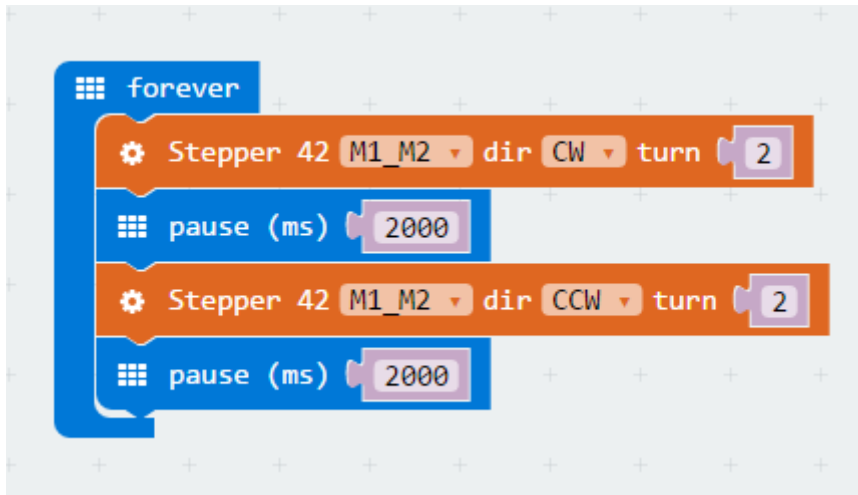 forever
Stepper 42 M1_M2 dir CW turn 2
pause (ms) 2000
Stepper 42 M1_M2 dir CCW turn 2
pause (ms) 2000